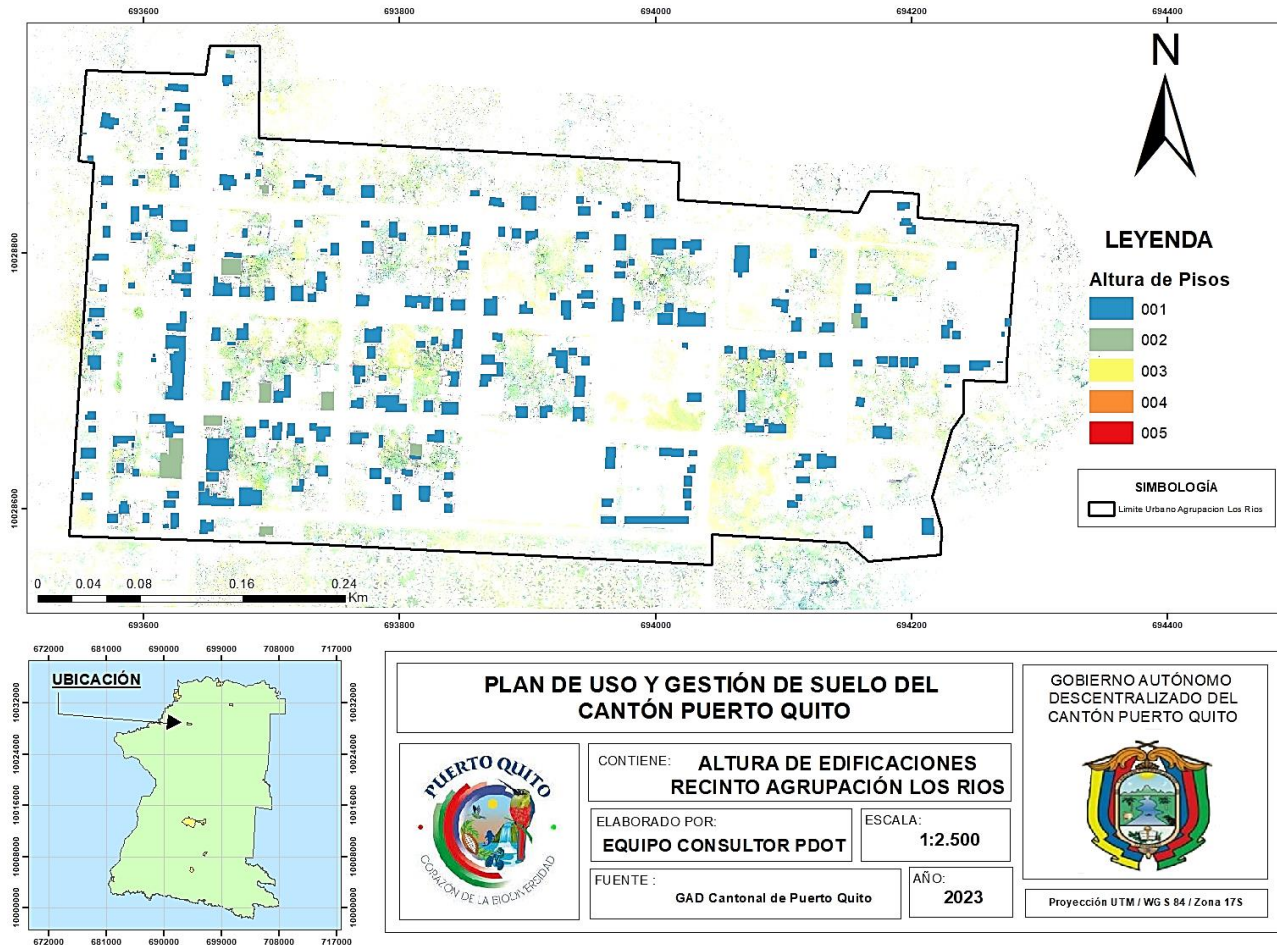 693600 693800 694000 694200 694400
10028800
10028600
N
LEYENDA
Altura de Pisos
001
002
003
004
005
SIMBOLOGÍA
Limite Urbano Agrupacion Los Rios
0 0.04 0.08 0.16 0.24
Km
693600 693800 694000 694200 694400
672000 681000 690000 699000 708000 717000
UBICACIÓN
10032000 10032000
10024000 10024000
10016000 10016000
10008000 10008000
10000000 10000000
672000 681000 690000 699000 708000 717000
PLAN DE USO Y GESTIÓN DE SUELO DEL
CANTÓN PUERTO QUITO
PUERTO QUITO
CORAZÓN DE LA BIODIVERSIDAD
CONTIENE: ALTURA DE EDIFICACIONES
RECINTO AGRUPACIÓN LOS RIOS
ELABORADO POR:
EQUIPO CONSULTOR PDOT
ESCALA:
1:2.500
FUENTE :
GAD Cantonal de Puerto Quito
AÑO:
2023
GOBIERNO AUTÓNOMO
DESCENTRALIZADO DEL
CANTÓN PUERTO QUITO
Proyección UTM / WG S 84 / Zona 17S